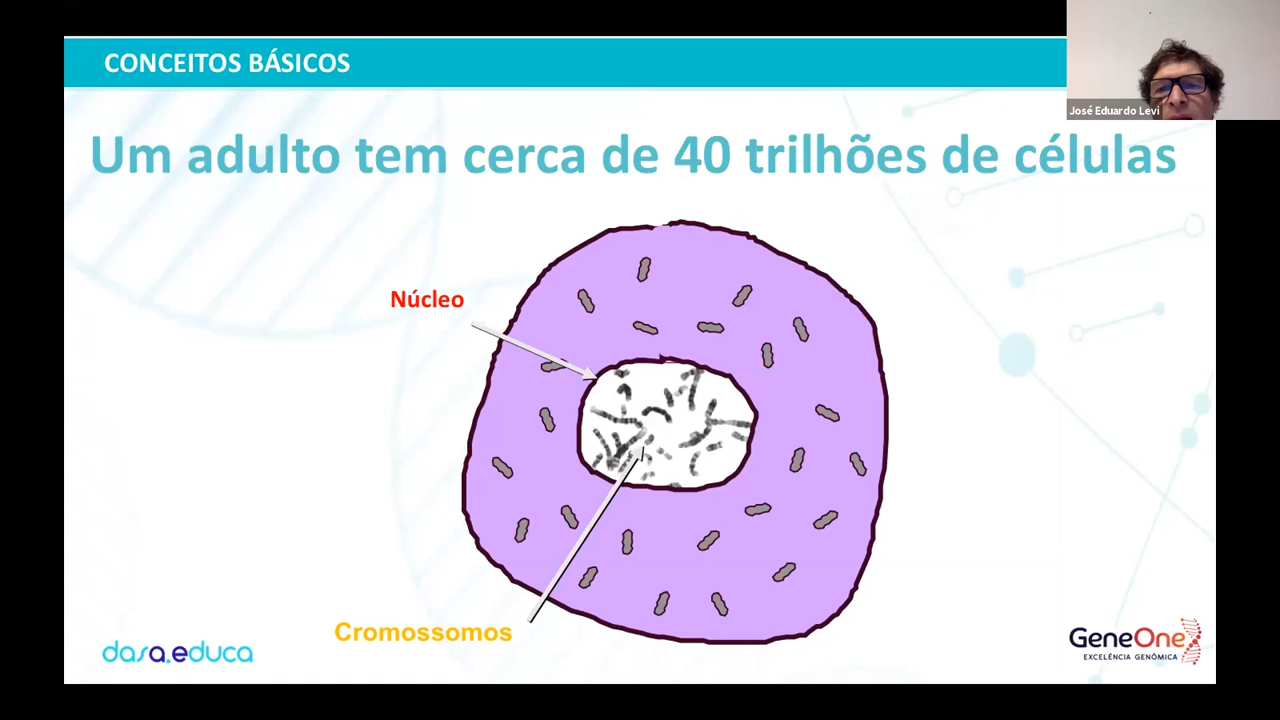 CONCEITOS BÁSICOS
José Eduardo Levi
Um adulto tem cerca de 40 trilhões de células
Núcleo
Cromossomos
dasa.educa
GeneOne
EXCELÊNCIA GENÔMICA